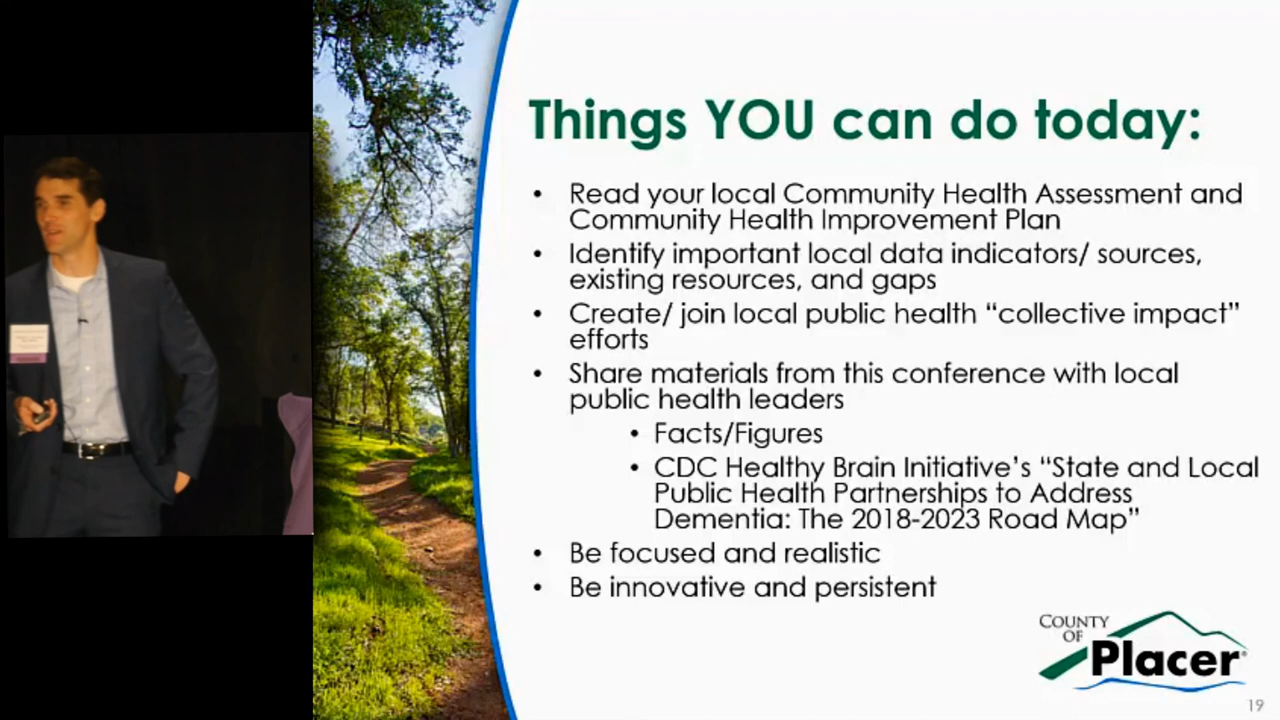 Things YOU can do today:
• Read your local Community Health Assessment and
Community Health Improvement Plan
• Identify important local data indicators/ sources,
existing resources, and gaps
• Create/ join local public health “collective impact”
efforts
• Share materials from this conference with local
public health leaders
• Facts/Figures
• CDC Healthy Brain Initiative’s “State and Local
Public Health Partnerships to Address
Dementia: The 2018-2023 Road Map”
• Be focused and realistic
• Be innovative and persistent
COUNTY
OF
Placer
19